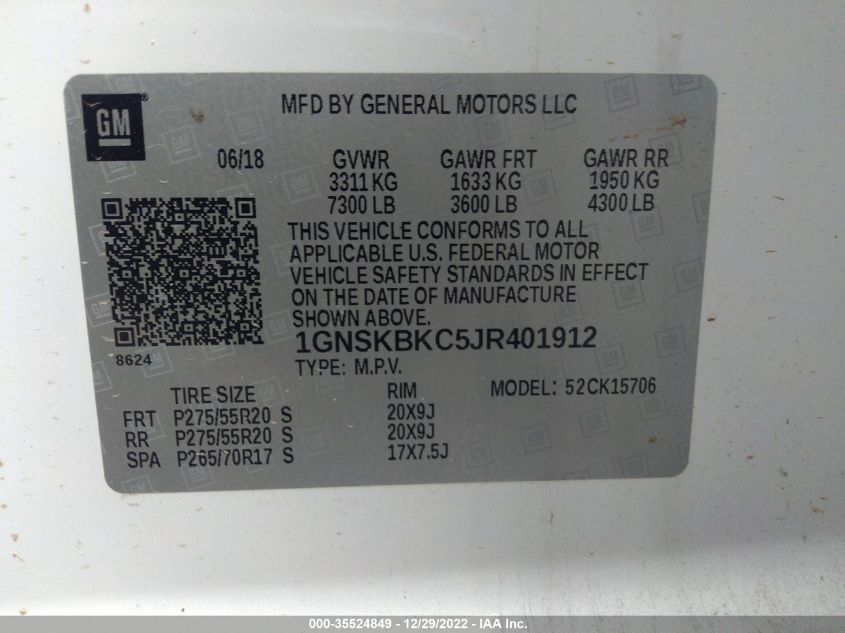 GM ®
MFD BY GENERAL MOTORS LLC
06/18 GVWR GAWR FRT GAWR RR
3311 KG 1633 KG 1950 KG
7300 LB 3600 LB 4300 LB
THIS VEHICLE CONFORMS TO ALL
APPLICABLE U.S. FEDERAL MOTOR
VEHICLE SAFETY STANDARDS IN EFFECT
ON THE DATE OF MANUFACTURE
SHOWN ABOVE.
8624
1GNSKBKC5JR401912
TYPE: M.P.V.
TIRE SIZE RIM MODEL: 52CK15706
FRT P275/55R20 S 20X9J
RR P275/55R20 S 20X9J
SPA P265/70R17 S 17X7.5J
000-35524849 - 12/29/2022 - IAA Inc.